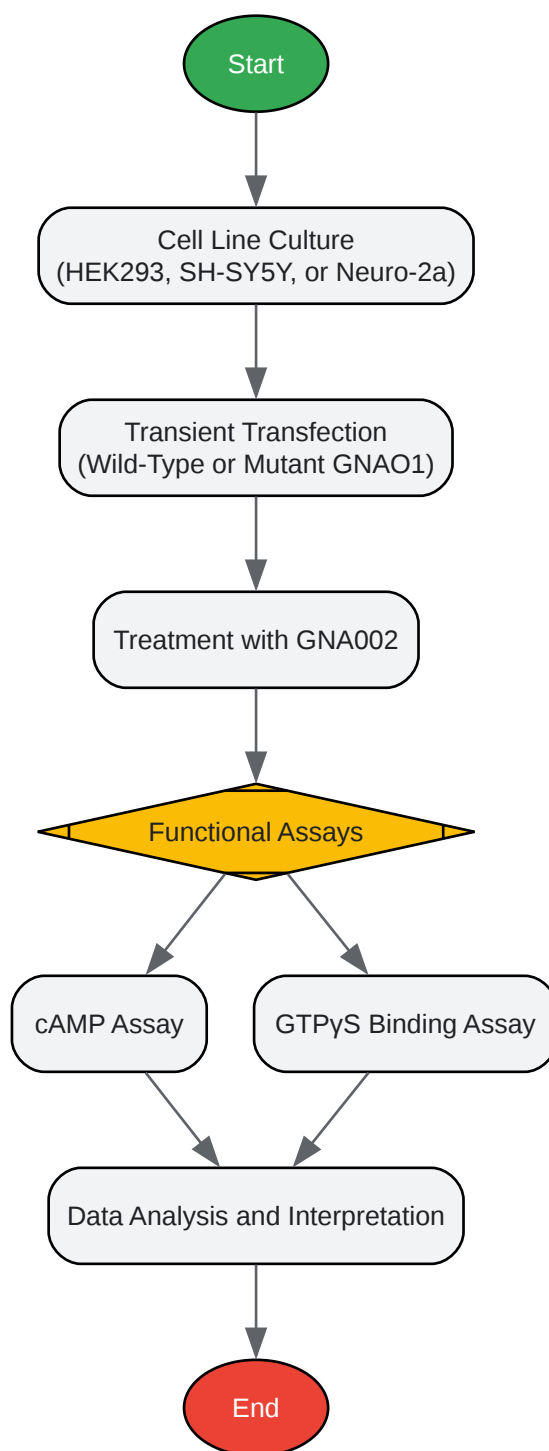 Start
Cell Line Culture
(HEK293, SH-SY5Y, or Neuro-2a)
Transient Transfection
(Wild-Type or Mutant GNAO1)
Treatment with GNA002
Functional Assays
cAMP Assay
GTPγS Binding Assay
Data Analysis and Interpretation
End